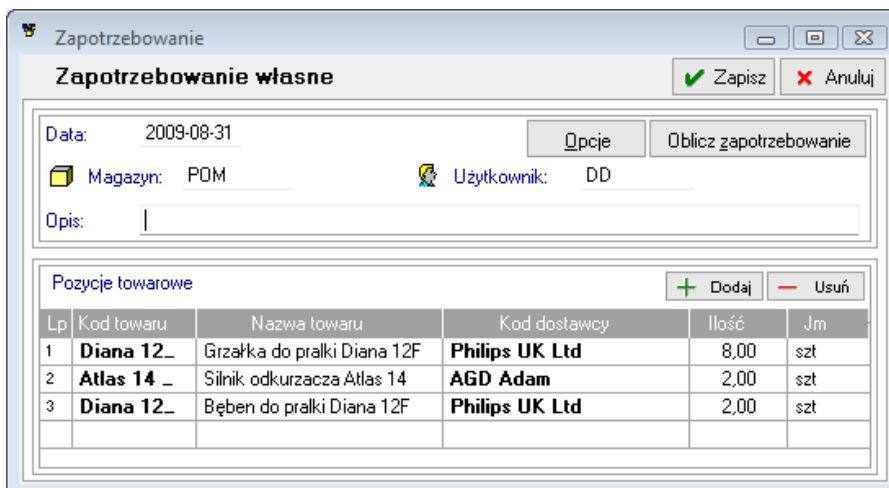 Zapotrzebowanie
Zapotrzebowanie własne
Zapisz Anuluj
Data: 2009-08-31 Opcje Oblicz zapotrzebowanie
Magazyn: POM Użytkownik: DD
Opis:
Pozycje towarowe Dodaj Usuń
Lp Kod towaru Nazwa towaru Kod dostawcy Ilość Jm
1 Diana 12_ Grzałka do pralki Diana 12F Philips UK Ltd 8,00 szt
2 Atlas 14 _ Silnik odkurzacza Atlas 14 AGD Adam 2,00 szt
3 Diana 12_ Bęben do pralki Diana 12F Philips UK Ltd 2,00 szt